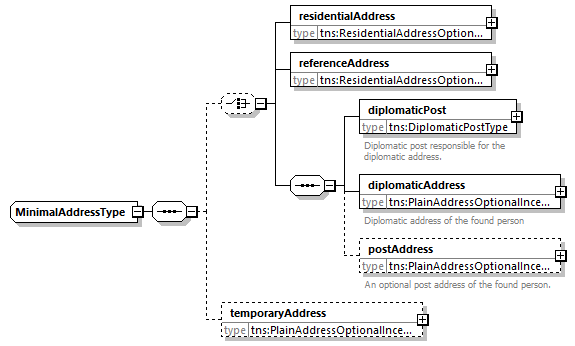 residentialAddress
type tns:ResidentialAddressOption...
referenceAddress
type tns:ResidentialAddressOption...
diplomaticPost
type tns:DiplomaticPostType
Diplomatic post responsible for the
diplomatic address.
MinimalAddressType
diplomaticAddress
type tns:PlainAddressOptionalInce...
Diplomatic address of the found person
postAddress
type tns:PlainAddressOptionalInce...
An optional post address of the found person.
temporaryAddress
type tns:PlainAddressOptionalInce...